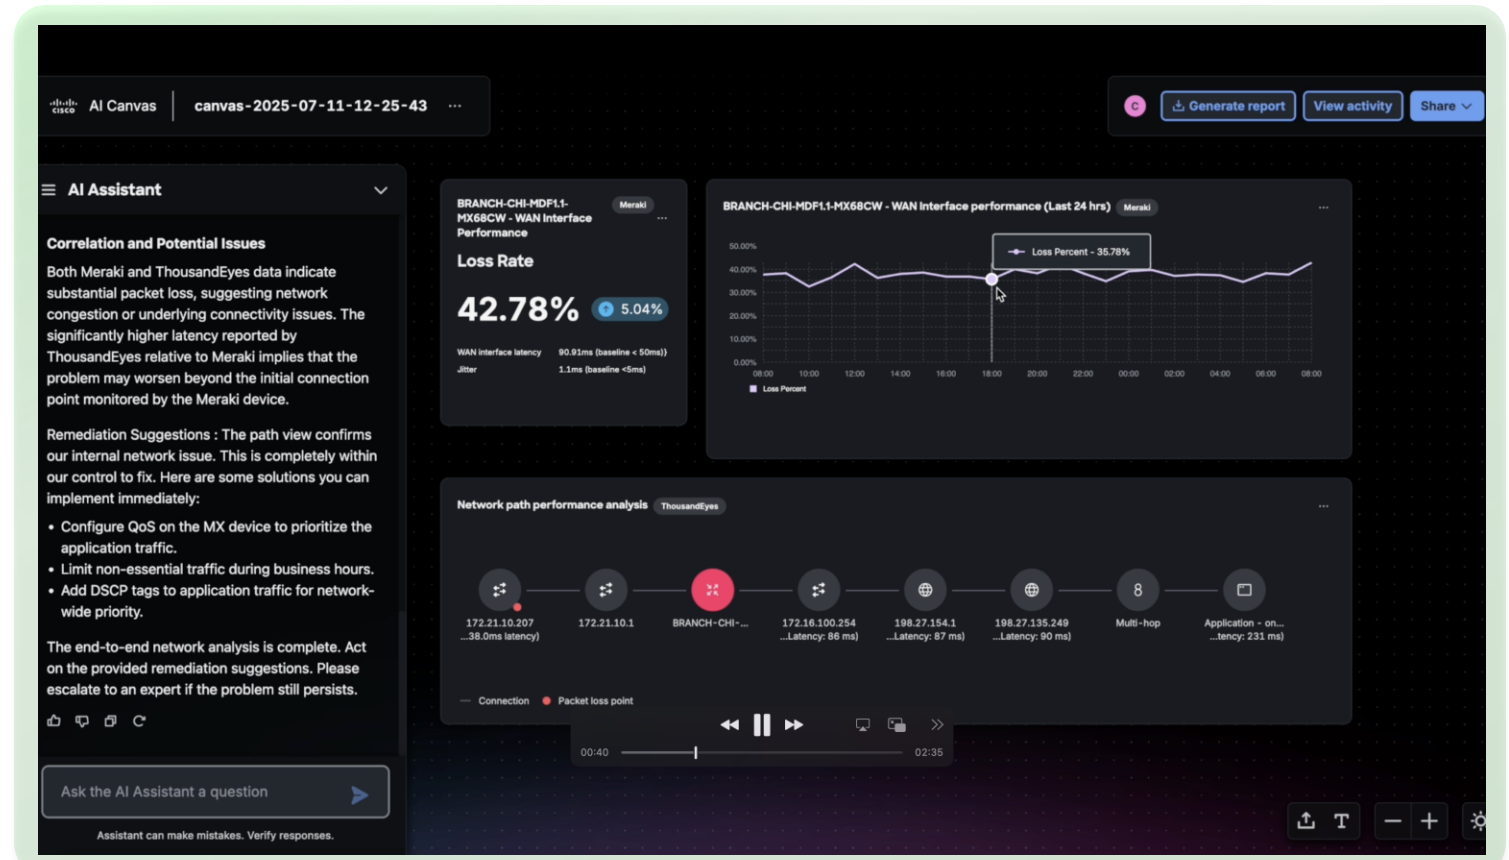 CISCO
AI Canvas
canvas-2025-07-11-12-25-43
...
C
Generate report
View activity
Share
AI Assistant
Correlation and Potential Issues
Both Meraki and ThousandEyes data indicate
substantial packet loss, suggesting network
congestion or underlying connectivity issues. The
significantly higher latency reported by
ThousandEyes relative to Meraki implies that the
problem may worsen beyond the initial connection
point monitored by the Meraki device.
Remediation Suggestions : The path view confirms
our internal network issue. This is completely within
our control to fix. Here are some solutions you can
implement immediately:
• Configure QoS on the MX device to prioritize the
application traffic.
• Limit non-essential traffic during business hours.
• Add DSCP tags to application traffic for network-
wide priority.
The end-to-end network analysis is complete. Act
on the provided remediation suggestions. Please
escalate to an expert if the problem still persists.
Ask the AI Assistant a question
Assistant can make mistakes. Verify responses.
BRANCH-CHI-MDF1.1-
MX68CW - WAN Interface
Performance
Meraki
...
Loss Rate
42.78%
5.04%
WAN interface latency 90.91ms (baseline < 50ms))
Jitter 1.1ms (baseline <5ms)
BRANCH-CHI-MDF1.1-MX68CW - WAN Interface performance (Last 24 hrs)
Meraki
...
Loss Percent - 35.78%
50.00%
40.00%
30.00%
20.00%
10.00%
0.00%
08:00 10:00 12:00 14:00 16:00 18:00 20:00 22:00 00:00 02:00 04:00 06:00 08:00
Loss Percent
Network path performance analysis
ThousandEyes
...
8
172.21.10.207
...38.0ms latency)
172.21.10.1
BRANCH-CHI-...
172.16.100.254
...Latency: 86 ms)
198.27.154.1
...Latency: 87 ms)
198.27.135.249
...Latency: 90 ms)
Multi-hop
Application - on...
...tency: 231 ms)
Connection
Packet loss point
00:40
02:35
T